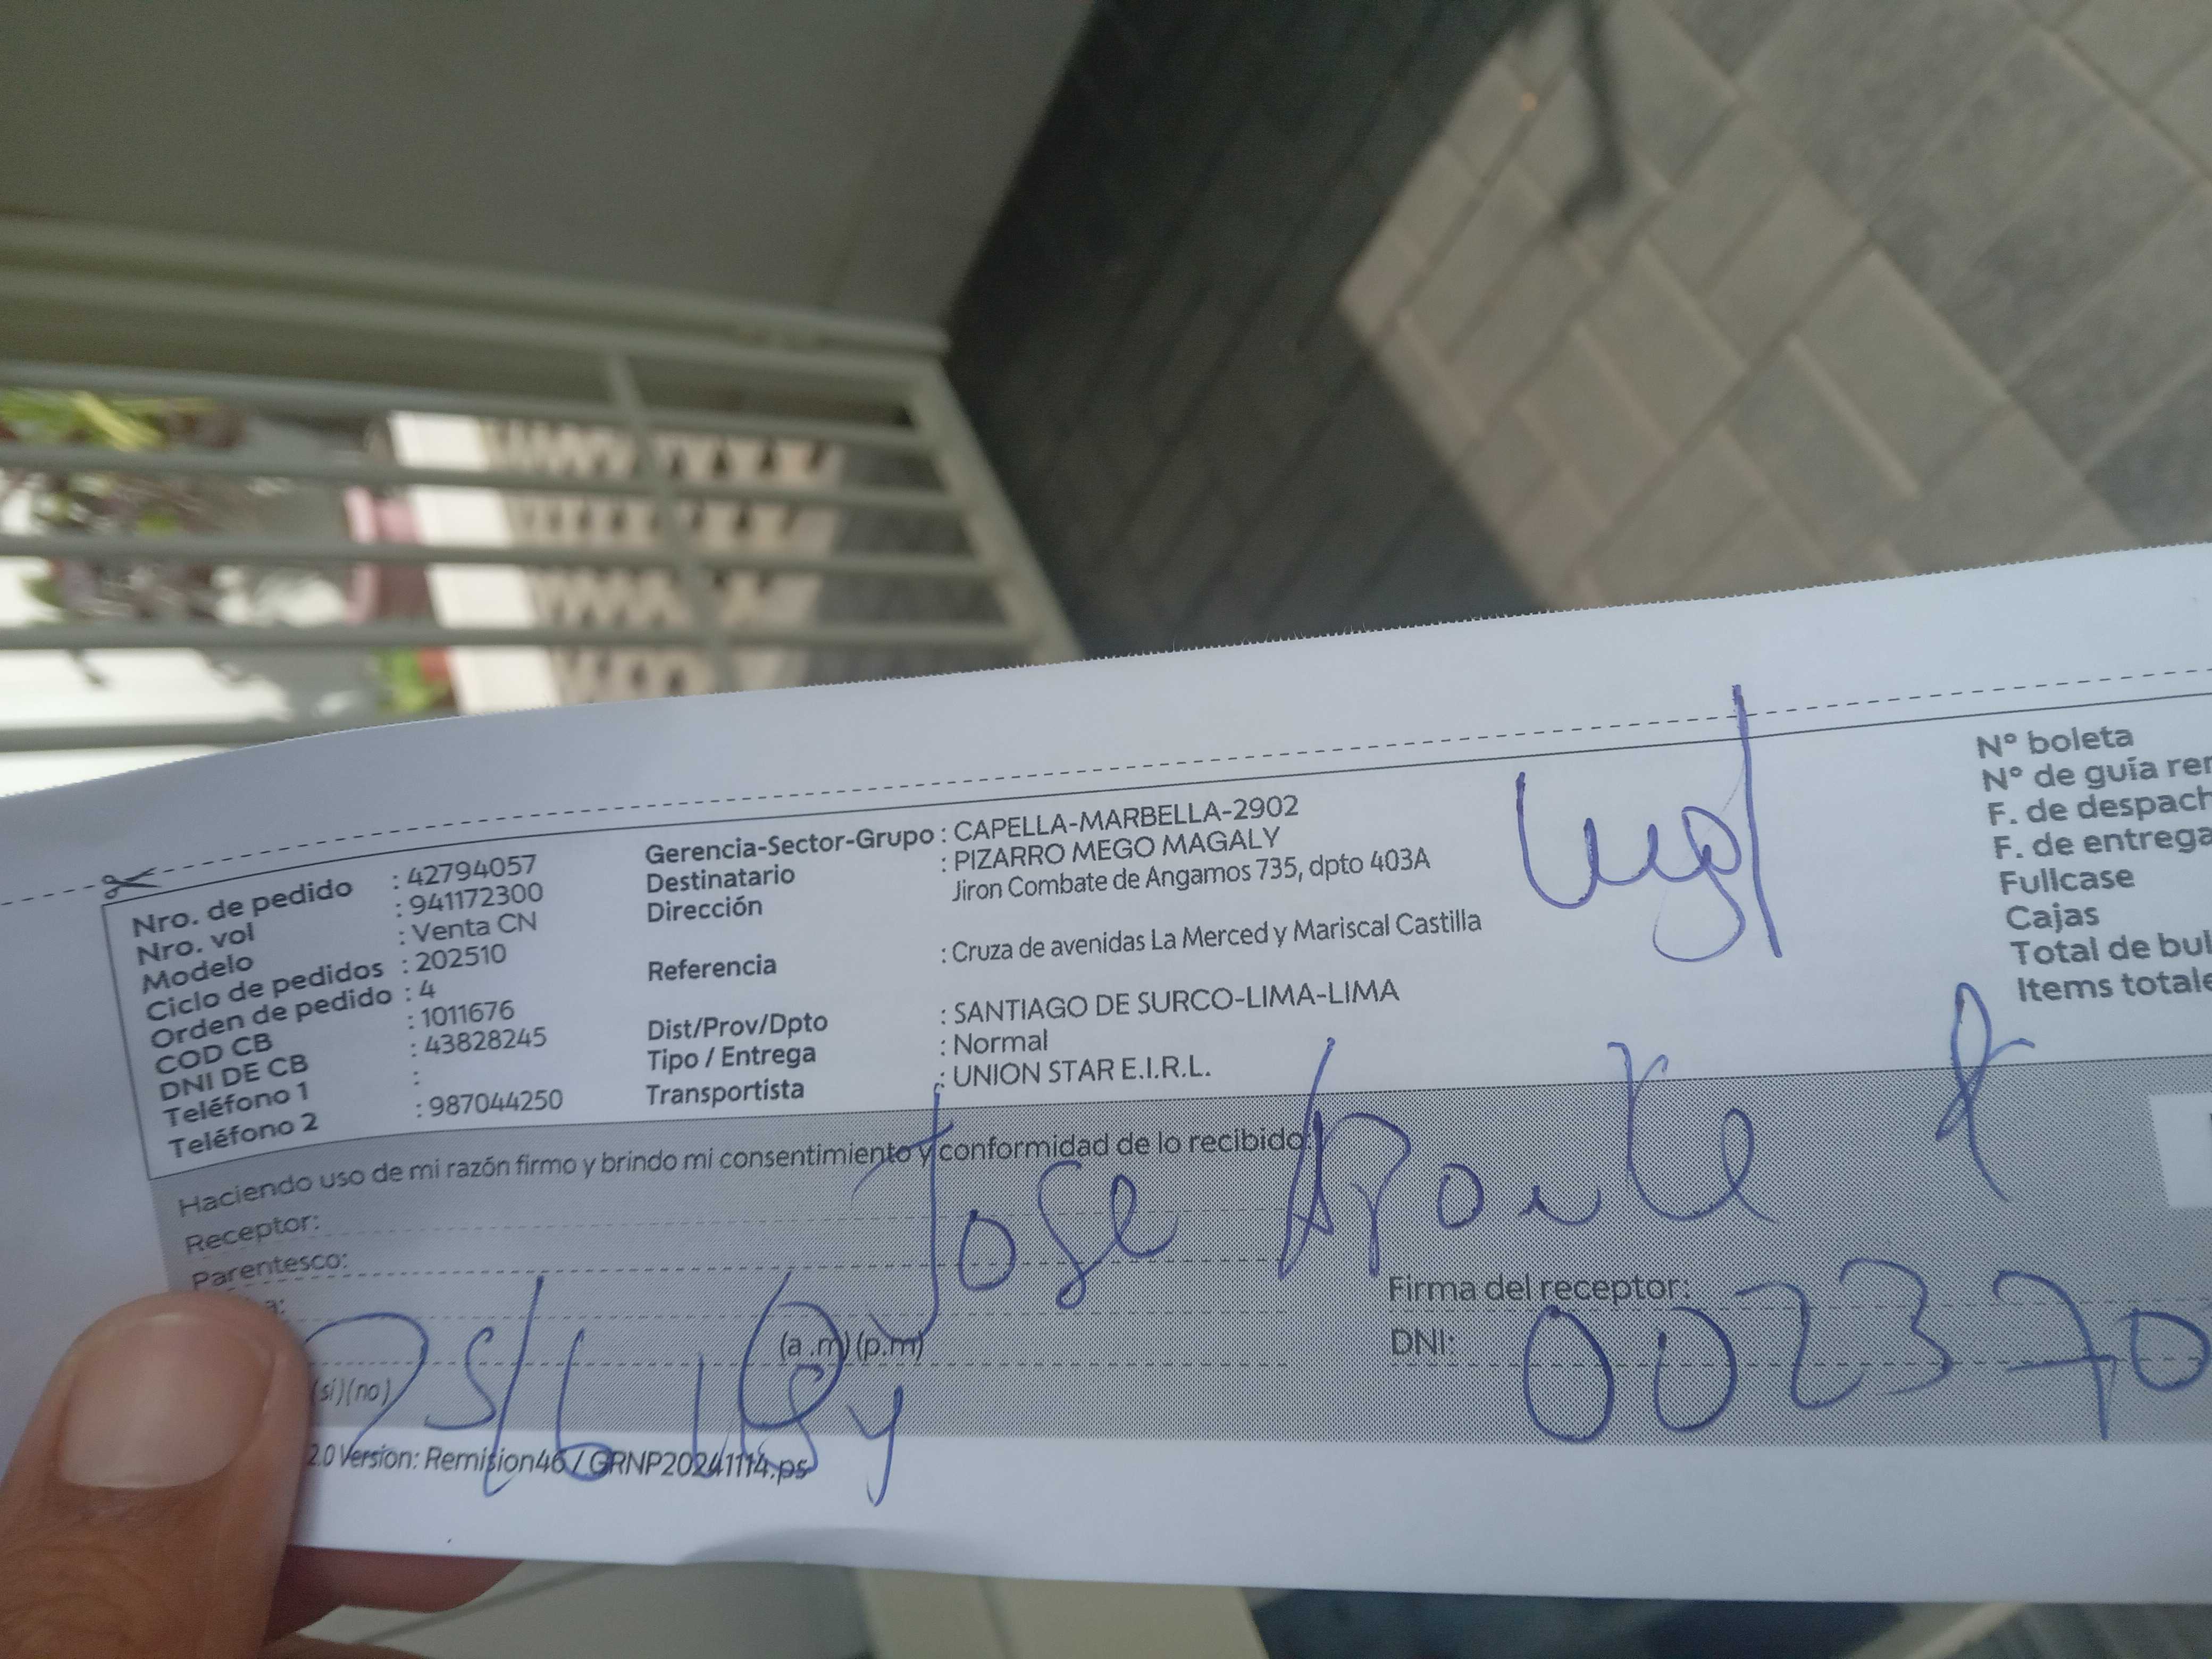 Nro. de pedido : 42794057
Nro. vol : 941172300
Modelo : Venta CN
Ciclo de pedidos : 202510
Orden de pedido : 4
COD CB : 1011676
DNI DE CB : 43828245
Teléfono 1 :
Teléfono 2 : 987044250
Gerencia-Sector-Grupo : CAPELLA-MARBELLA-2902
Destinatario : PIZARRO MEGO MAGALY
Dirección Jiron Combate de Angamos 735, dpto 403A
Referencia : Cruza de avenidas La Merced y Mariscal Castilla
Dist/Prov/Dpto : SANTIAGO DE SURCO-LIMA-LIMA
Tipo / Entrega : Normal
Transportista : UNION STAR E.I.R.L.
N° boleta
N° de guía
F. de
F. de entrega
Fullcase
Cajas
Total de
Items
Haciendo uso de mi razón firmo y brindo mi consentimiento y conformidad de lo recibido:
Receptor:
Jose
Parentesco:
Firma del receptor:
(a .m) (p.m)
DNI: 002370
(si)(no)
2.0 Version: Remision46 / GRNP20241114.ps